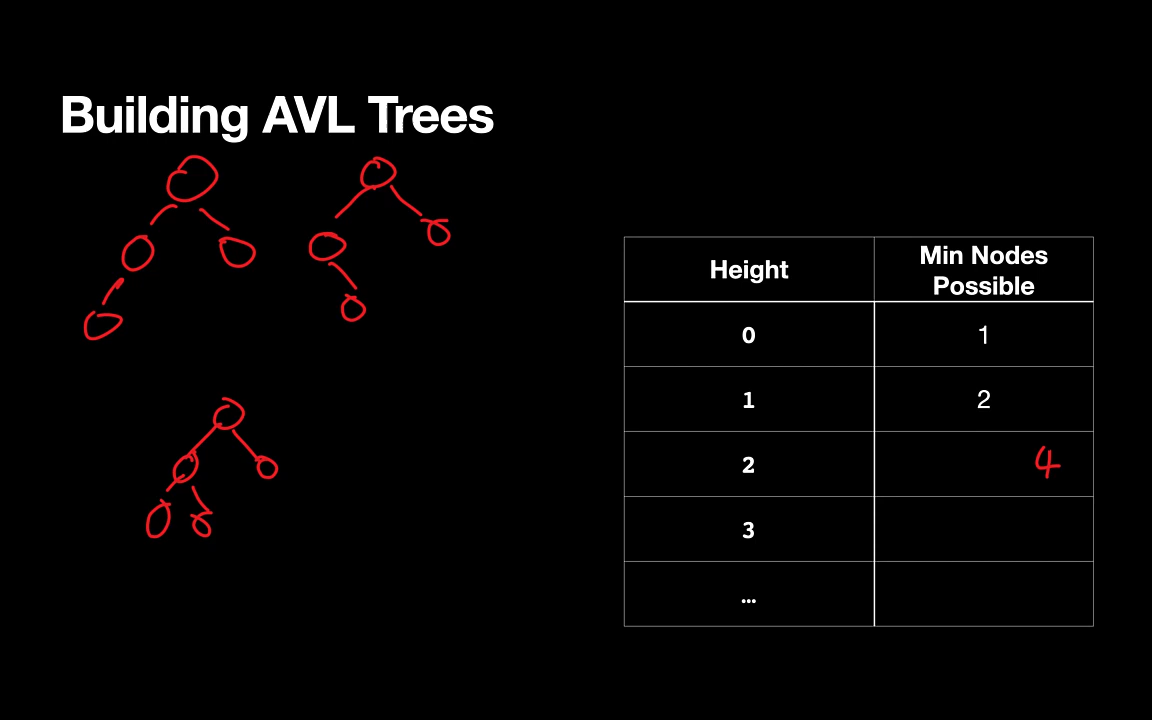 Building AVL Trees
Height
Min Nodes
Possible
0
1
1
2
2
4
3
...